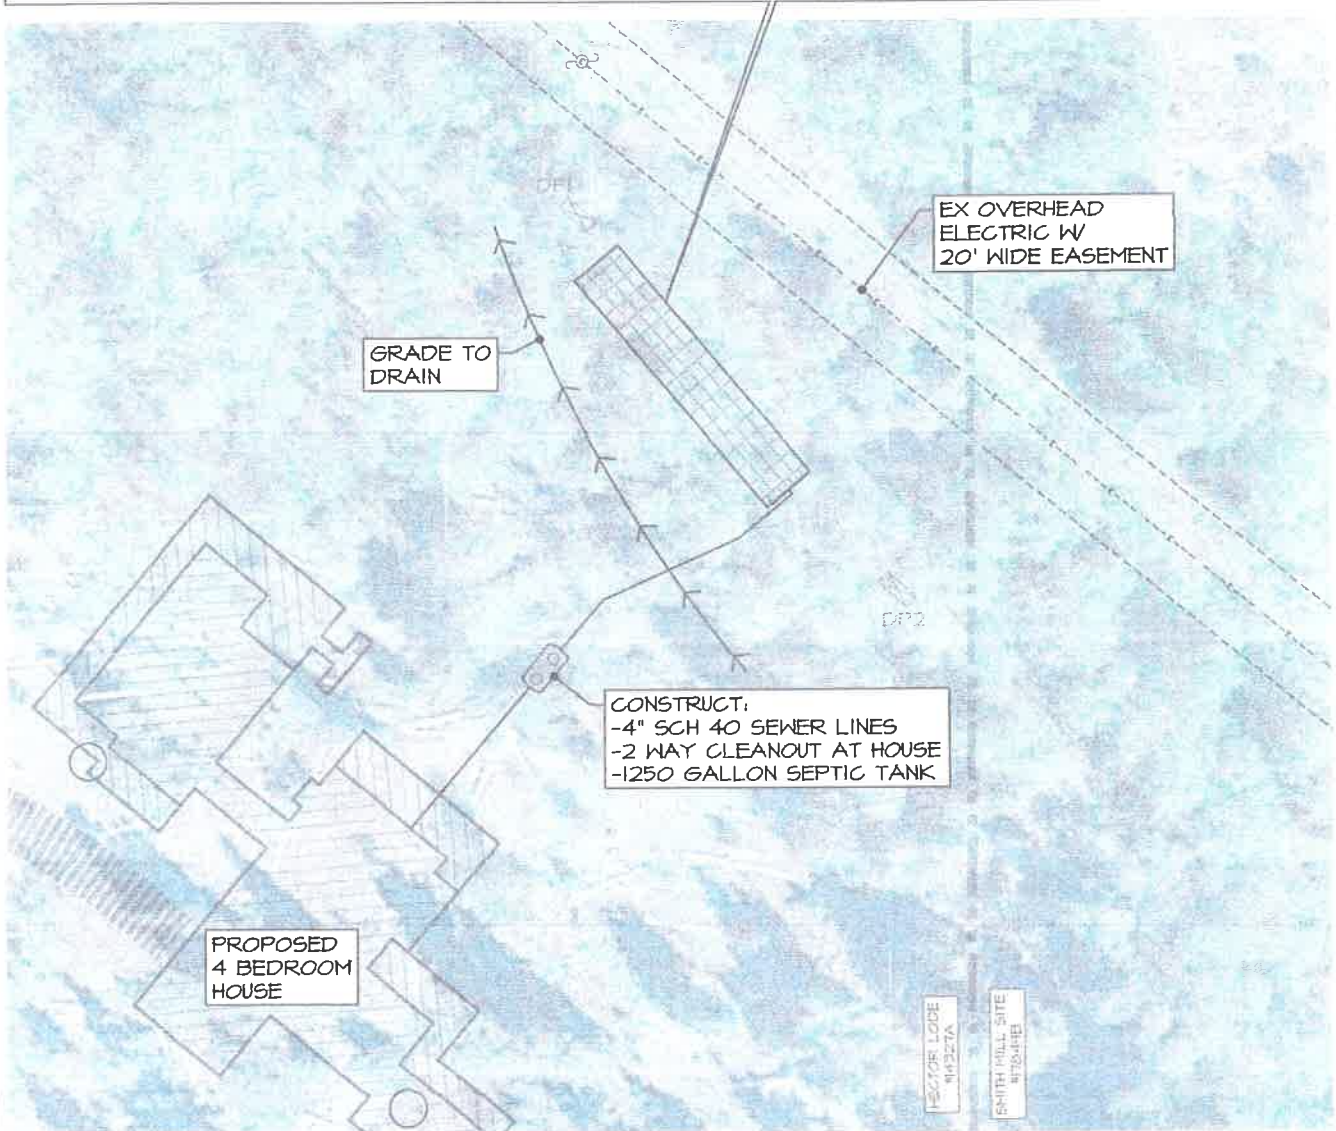 DP1
EX OVERHEAD
ELECTRIC W/
20' WIDE EASEMENT
GRADE TO
DRAIN
DP2
CONSTRUCT:
-4" SCH 40 SEWER LINES
-2 WAY CLEANOUT AT HOUSE
-1250 GALLON SEPTIC TANK
PROPOSED
4 BEDROOM
HOUSE
HECTOR LODE
SMITH MILL SITE